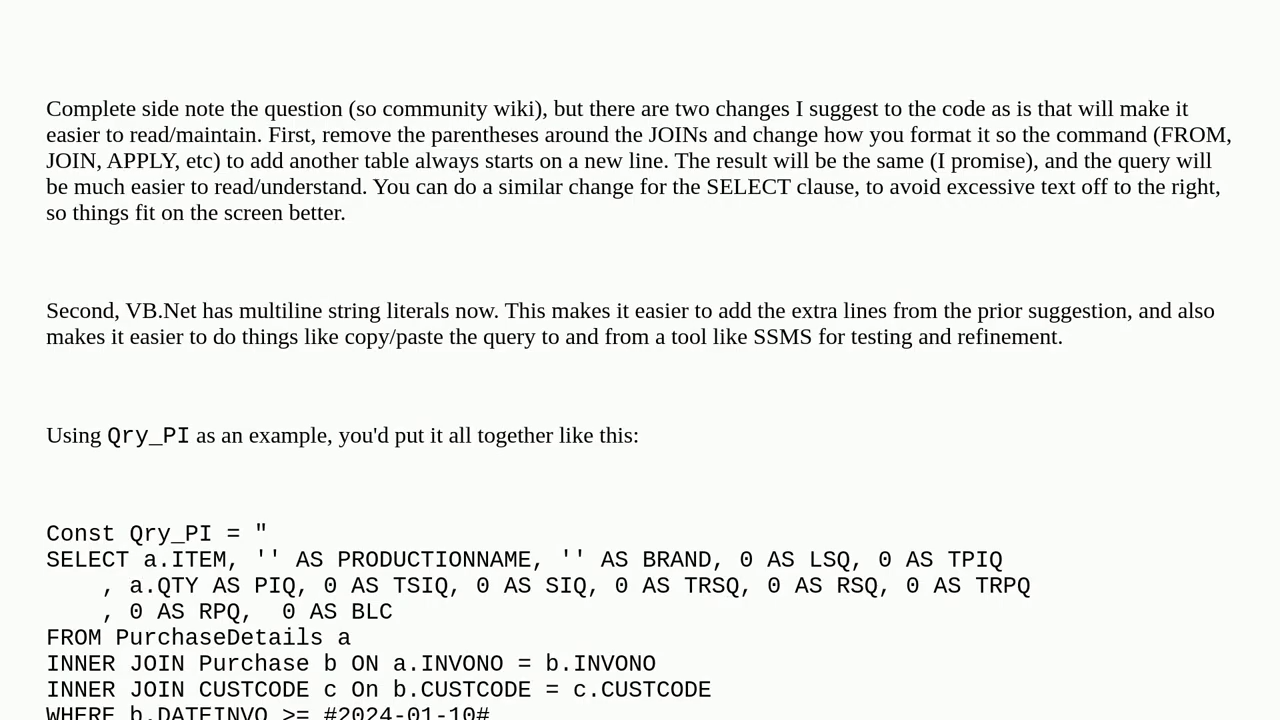 Complete side note the question (so community wiki), but there are two changes I suggest to the code as is that will make it
easier to read/maintain. First, remove the parentheses around the JOINs and change how you format it so the command (FROM,
JOIN, APPLY, etc) to add another table always starts on a new line. The result will be the same (I promise), and the query will
be much easier to read/understand. You can do a similar change for the SELECT clause, to avoid excessive text off to the right,
so things fit on the screen better.
Second, VB.Net has multiline string literals now. This makes it easier to add the extra lines from the prior suggestion, and also
makes it easier to do things like copy/paste the query to and from a tool like SSMS for testing and refinement.
Using Qry_PI as an example, you'd put it all together like this:
Const Qry_PI = "
SELECT a.ITEM, '' AS PRODUCTIONNAME, '' AS BRAND, 0 AS LSQ, 0 AS TPIQ
    , a.QTY AS PIQ, 0 AS TSIQ, 0 AS SIQ, 0 AS TRSQ, 0 AS RSQ, 0 AS TRPQ
    , 0 AS RPQ,  0 AS BLC
FROM PurchaseDetails a
INNER JOIN Purchase b ON a.INVONO = b.INVONO
INNER JOIN CUSTCODE c On b.CUSTCODE = c.CUSTCODE
WHERE b.DATEINVO >= #2024-01-10#